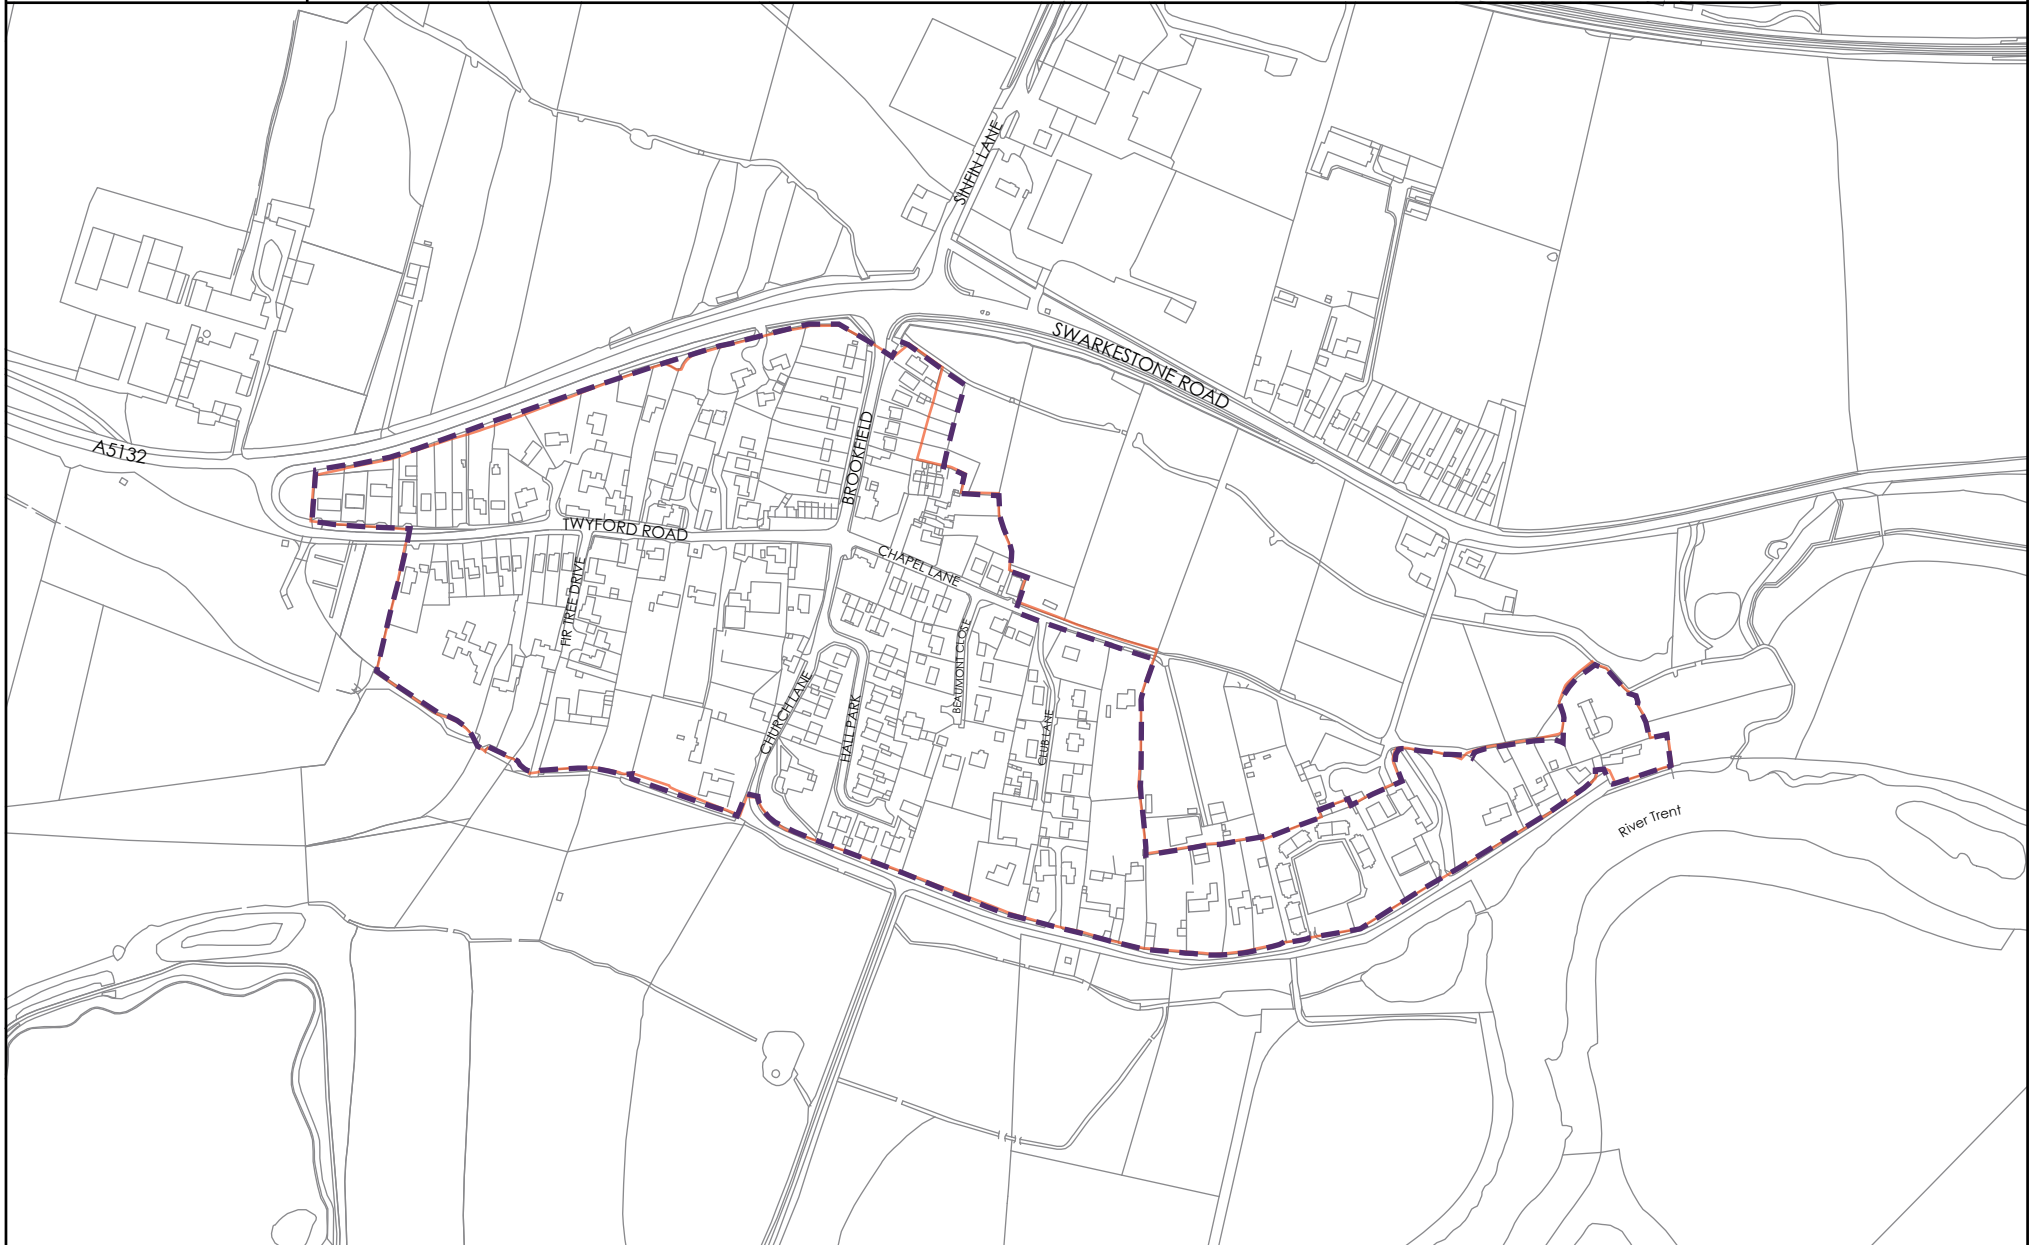 SINFIN LANE
SWARKESTONE ROAD
BROOKFIELD
A5132
TWYFORD ROAD
CHAPEL LANE
FIR TREE DRIVE
BEAUMONT CLOSE
CHURCH LANE
HALL PARK
CLUB LANE
River Trent